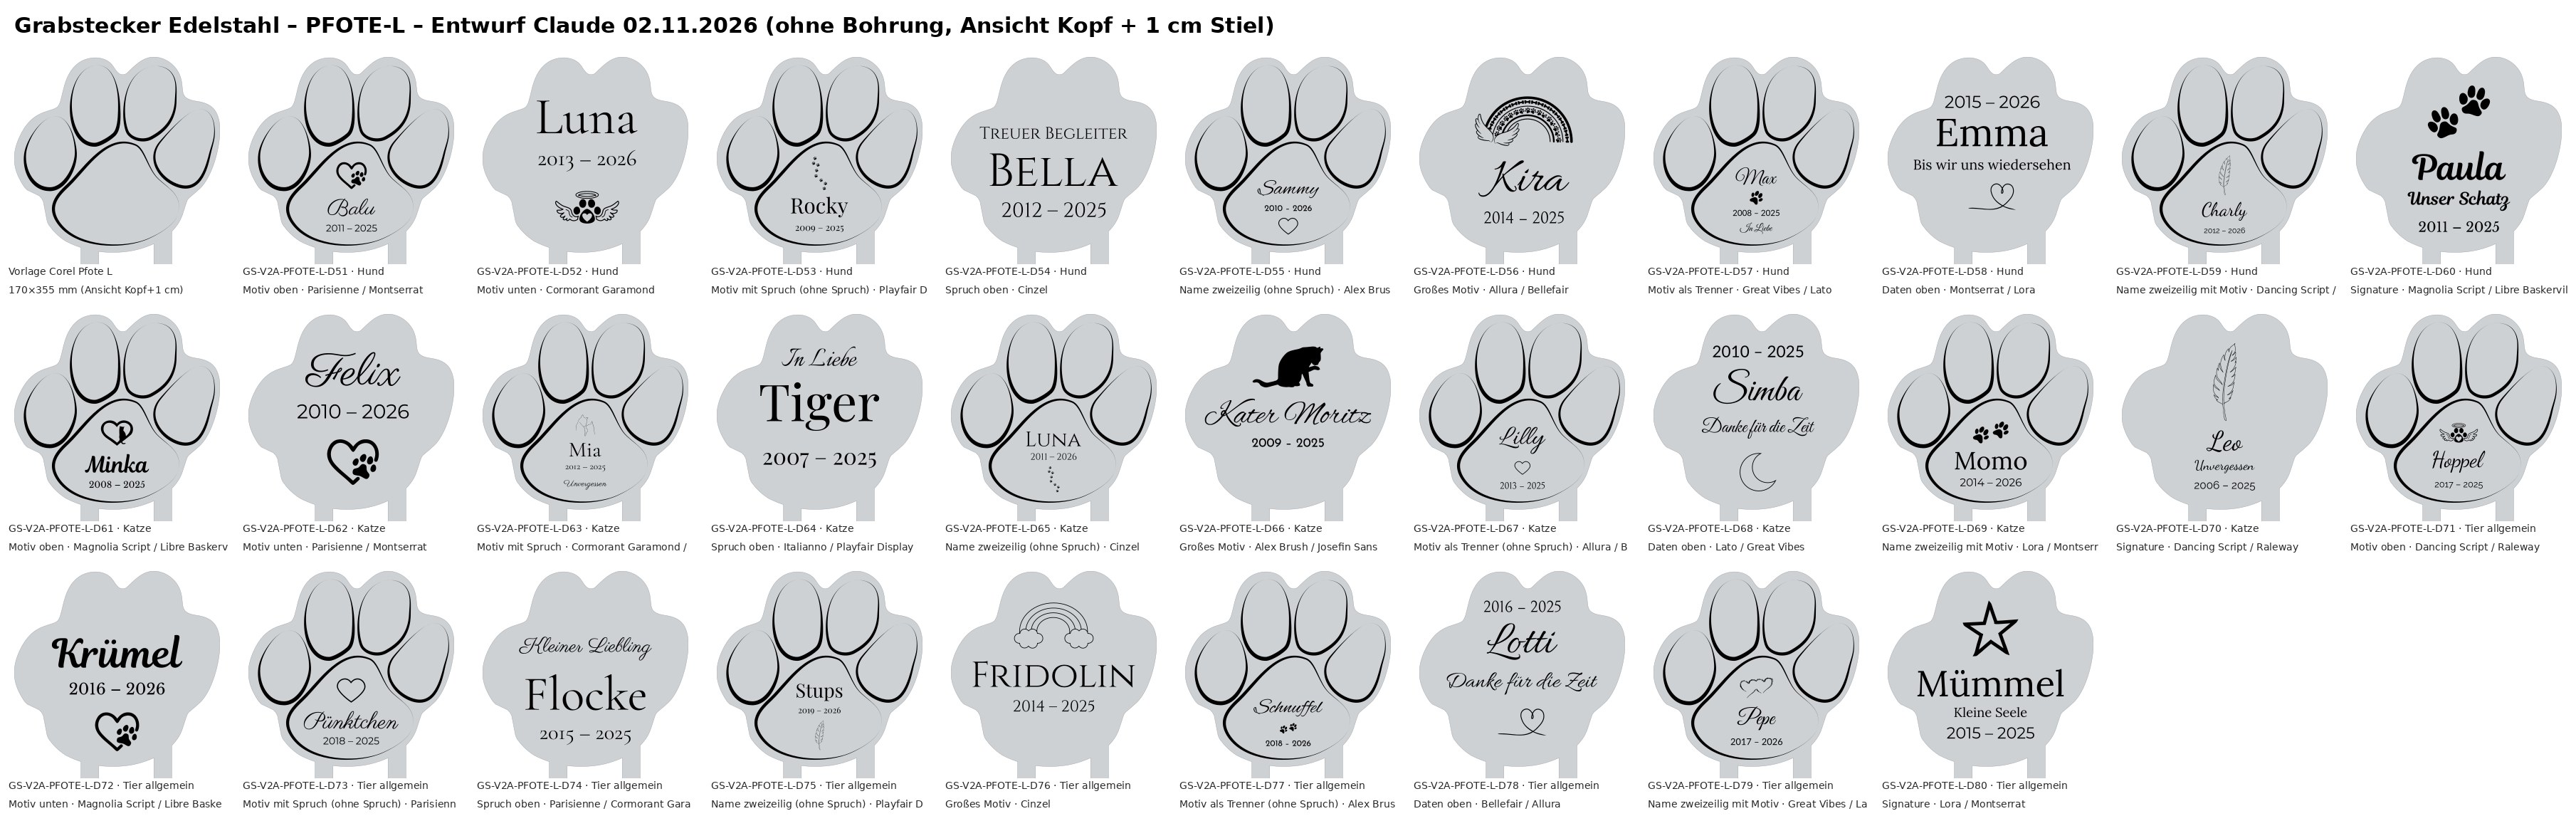 Grabstecker Edelstahl – PFOTE-L – Entwurf Claude 02.11.2026 (ohne Bohrung, Ansicht Kopf + 1 cm Stiel)
Vorlage Corel Pfote L
170×355 mm (Ansicht Kopf+1 cm)
Balu
2011 – 2025
GS-V2A-PFOTE-L-D51 · Hund
Motiv oben · Parisienne / Montserrat
Luna
2013 – 2026
GS-V2A-PFOTE-L-D52 · Hund
Motiv unten · Cormorant Garamond
Rocky
2009 – 2025
GS-V2A-PFOTE-L-D53 · Hund
Motiv mit Spruch (ohne Spruch) · Playfair D
Treuer Begleiter
Bella
2012 – 2025
GS-V2A-PFOTE-L-D54 · Hund
Spruch oben · Cinzel
Sammy
2010 – 2026
GS-V2A-PFOTE-L-D55 · Hund
Name zweizeilig (ohne Spruch) · Alex Brus
Kira
2014 – 2025
GS-V2A-PFOTE-L-D56 · Hund
Großes Motiv · Allura / Bellefair
Max
2008 – 2025
In Liebe
GS-V2A-PFOTE-L-D57 · Hund
Motiv als Trenner · Great Vibes / Lato
2015 – 2026
Emma
Bis wir uns wiedersehen
GS-V2A-PFOTE-L-D58 · Hund
Daten oben · Montserrat / Lora
Charly
2012 – 2026
GS-V2A-PFOTE-L-D59 · Hund
Name zweizeilig mit Motiv · Dancing Script /
Paula
Unser Schatz
2011 – 2025
GS-V2A-PFOTE-L-D60 · Hund
Signature · Magnolia Script / Libre Baskervil
Minka
2008 – 2025
GS-V2A-PFOTE-L-D61 · Katze
Motiv oben · Magnolia Script / Libre Baskerv
Felix
2010 – 2026
GS-V2A-PFOTE-L-D62 · Katze
Motiv unten · Parisienne / Montserrat
Mia
2012 – 2025
Unvergessen
GS-V2A-PFOTE-L-D63 · Katze
Motiv mit Spruch · Cormorant Garamond /
In Liebe
Tiger
2007 – 2025
GS-V2A-PFOTE-L-D64 · Katze
Spruch oben · Italianno / Playfair Display
Luna
2011 – 2026
GS-V2A-PFOTE-L-D65 · Katze
Name zweizeilig (ohne Spruch) · Cinzel
Kater Moritz
2009 – 2025
GS-V2A-PFOTE-L-D66 · Katze
Großes Motiv · Alex Brush / Josefin Sans
Lilly
2013 – 2025
GS-V2A-PFOTE-L-D67 · Katze
Motiv als Trenner (ohne Spruch) · Allura / B
2010 – 2025
Simba
Danke für die Zeit
GS-V2A-PFOTE-L-D68 · Katze
Daten oben · Lato / Great Vibes
Momo
2014 – 2026
GS-V2A-PFOTE-L-D69 · Katze
Name zweizeilig mit Motiv · Lora / Montserr
Leo
Unvergessen
2006 – 2025
GS-V2A-PFOTE-L-D70 · Katze
Signature · Dancing Script / Raleway
Hoppel
2017 – 2025
GS-V2A-PFOTE-L-D71 · Tier allgemein
Motiv oben · Dancing Script / Raleway
Krümel
2016 – 2026
GS-V2A-PFOTE-L-D72 · Tier allgemein
Motiv unten · Magnolia Script / Libre Baske
Pünktchen
2018 – 2025
GS-V2A-PFOTE-L-D73 · Tier allgemein
Motiv mit Spruch (ohne Spruch) · Parisienn
Kleiner Liebling
Flocke
2015 – 2025
GS-V2A-PFOTE-L-D74 · Tier allgemein
Spruch oben · Parisienne / Cormorant Gara
Stups
2019 – 2026
GS-V2A-PFOTE-L-D75 · Tier allgemein
Name zweizeilig (ohne Spruch) · Playfair D
Fridolin
2014 – 2025
GS-V2A-PFOTE-L-D76 · Tier allgemein
Großes Motiv · Cinzel
Schnuffel
2018 – 2026
GS-V2A-PFOTE-L-D77 · Tier allgemein
Motiv als Trenner (ohne Spruch) · Alex Brus
2016 – 2025
Lotti
Danke für die Zeit
GS-V2A-PFOTE-L-D78 · Tier allgemein
Daten oben · Bellefair / Allura
Pepe
2017 – 2026
GS-V2A-PFOTE-L-D79 · Tier allgemein
Name zweizeilig mit Motiv · Great Vibes / La
Mümmel
Kleine Seele
2015 – 2025
GS-V2A-PFOTE-L-D80 · Tier allgemein
Signature · Lora / Montserrat